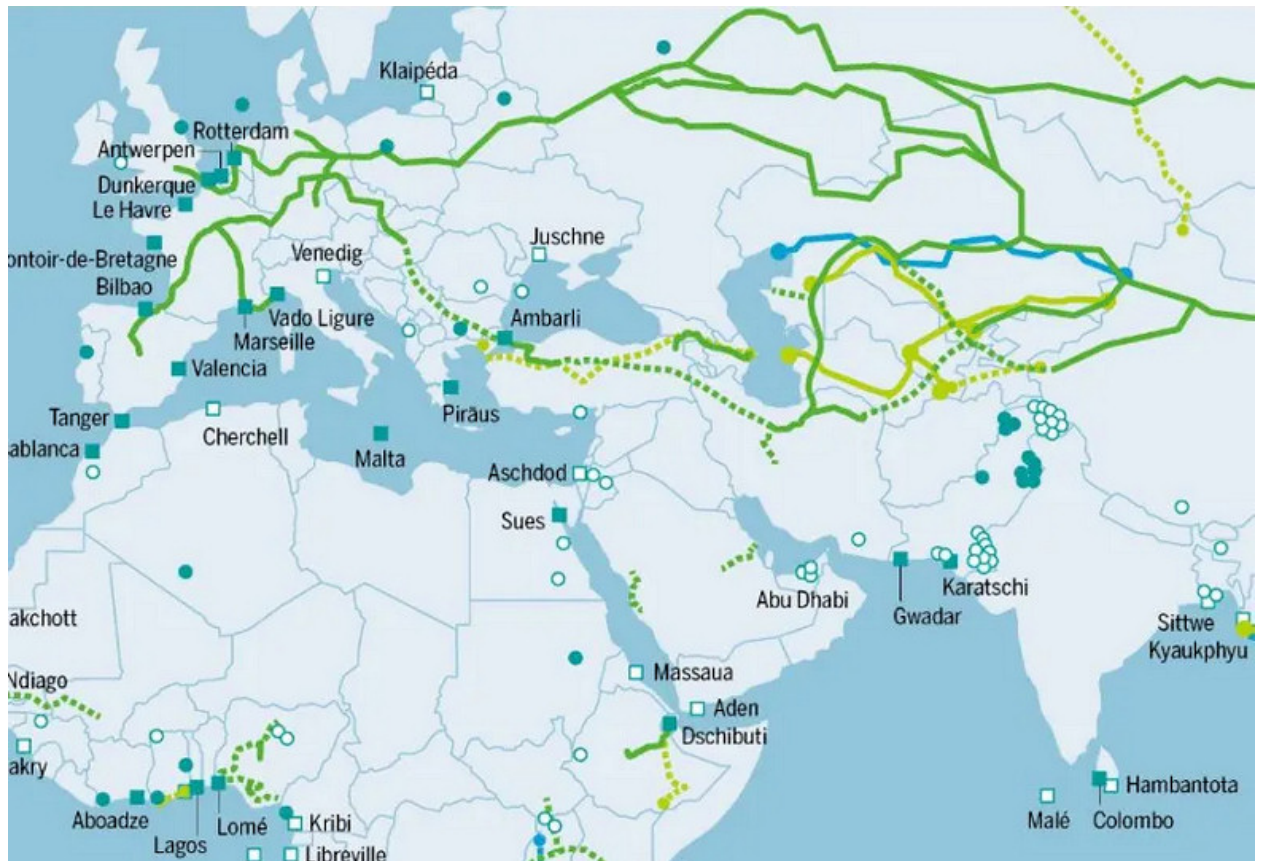 Klaipéda
Rotterdam
Antwerpen
Dunkerque
Le Havre
ontoir-de-Bretagne
Bilbao
Venedig
Juschne
Vado Ligure
Ambarli
Marseille
Valencia
Piräus
Tanger
Cherchell
ablanca
Malta
Aschdod
Sues
Abu Dhabi
Karatschi
Gwadar
akchott
Sittwe
Kyaukphyu
Ndiago
Massaua
Aden
Dschibuti
akry
Hambantota
Aboadze
Lomé
Kribi
Malé
Colombo
Lagos
Libreville